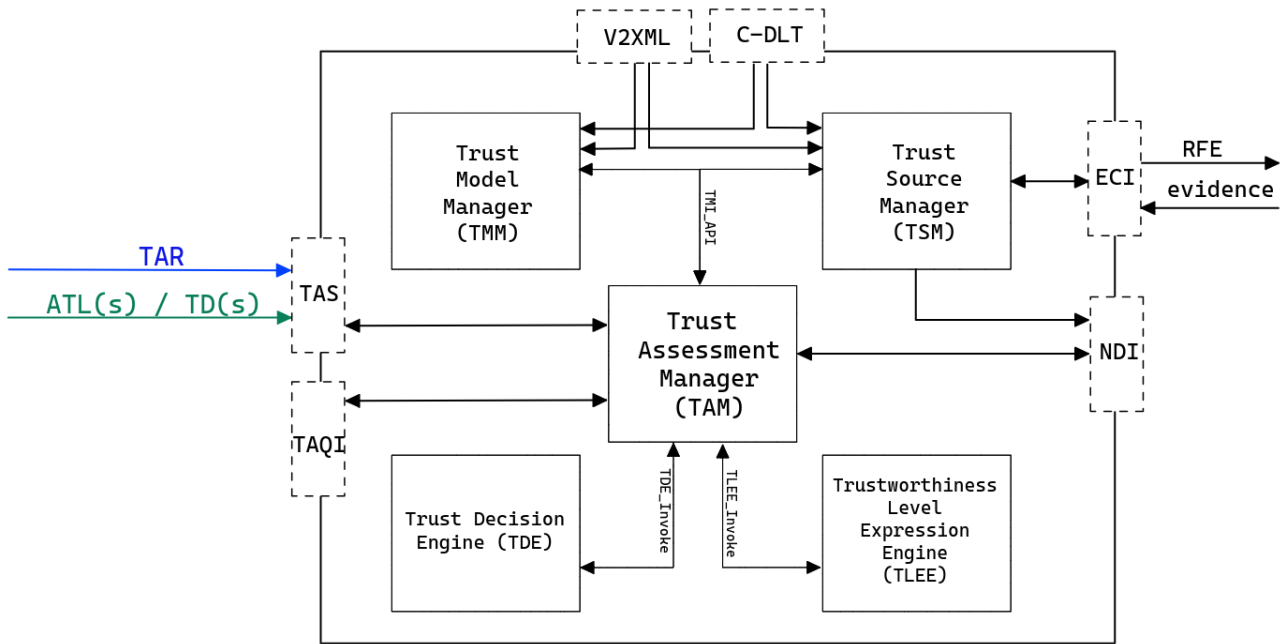 V2XML
C-DLT
Trust
Model
Manager
(TMM)
Trust
Source
Manager
(TSM)
ECI
RFE
evidence
TMI_API
TAR
ATL(s) / TD(s)
TAS
Trust
Assessment
Manager
(TAM)
NDI
TAQI
TDE_Invoke
TLEE_Invoke
Trust Decision
Engine (TDE)
Trustworthiness
Level
Expression
Engine
(TLEE)